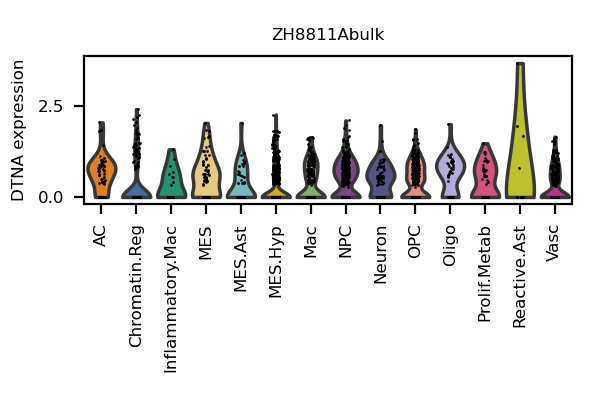 ZH8811Abulk
DTNA expression
2.5
0.0
AC
Chromatin.Reg
Inflammatory.Mac
MES
MES.Ast
MES.Hyp
Mac
NPC
Neuron
OPC
Oligo
Prolif.Metab
Reactive.Ast
Vasc